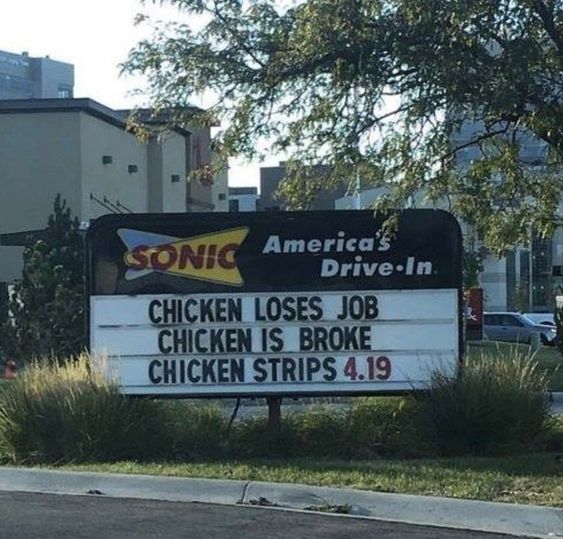 SONIC
America's
Drive-In
CHICKEN LOSES JOB
CHICKEN IS BROKE
CHICKEN STRIPS 4.19